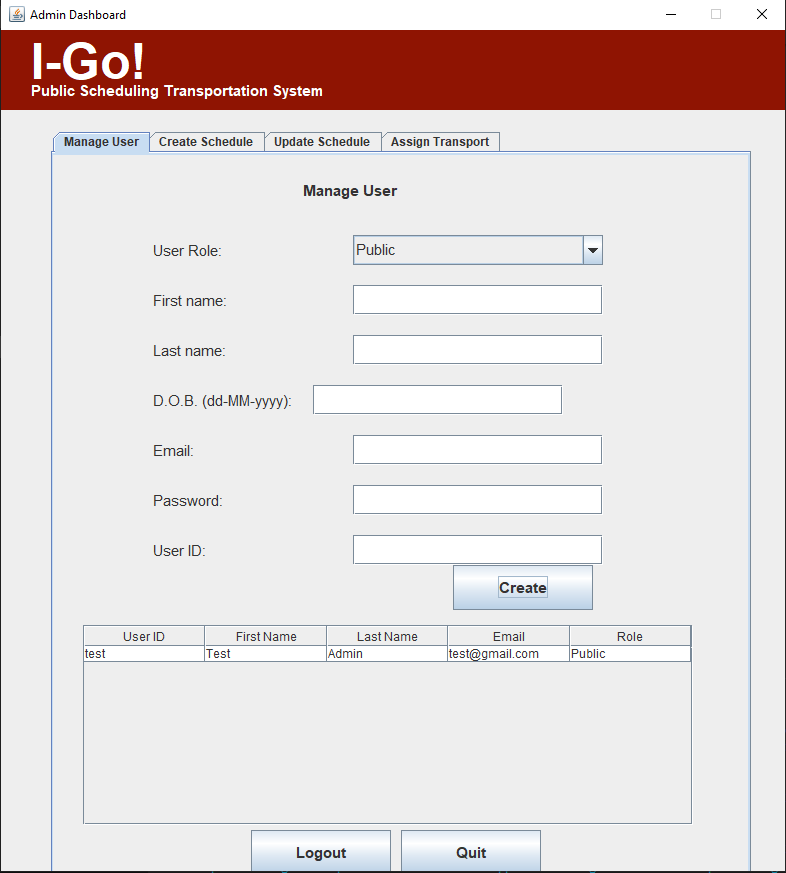 Admin Dashboard
I-Go!
Public Scheduling Transportation System
Manage User Create Schedule Update Schedule Assign Transport
Manage User
User Role: Public
First name:
Last name:
D.O.B. (dd-MM-yyyy):
Email:
Password:
User ID:
Create
User ID First Name Last Name Email Role
test Test Admin test@gmail.com Public
Logout Quit